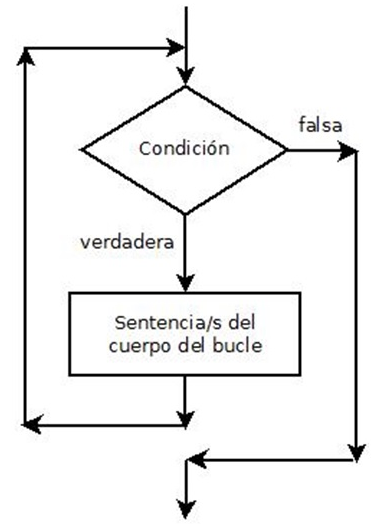 Condición
falsa
verdadera
Sentencia/s del
cuerpo del bucle